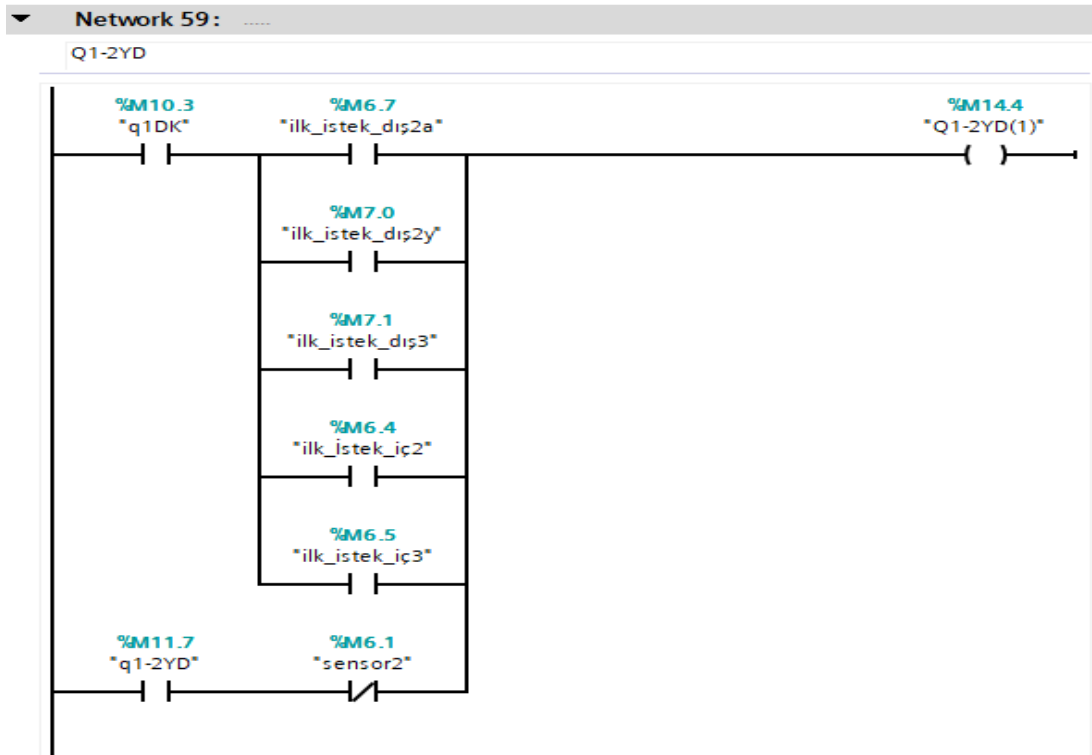 Network 59: .....
Q1-2YD
%M10.3 %M6.7 %M14.4
"q1DK" "ilk_istek_dış2a" "Q1-2YD(1)"
%M7.0
"ilk_istek_dış2y"
%M7.1
"ilk_istek_dış3"
%M6.4
"ilk_İstek_iç2"
%M6.5
"ilk_istek_iç3"
%M11.7 %M6.1
"q1-2YD" "sensor2"